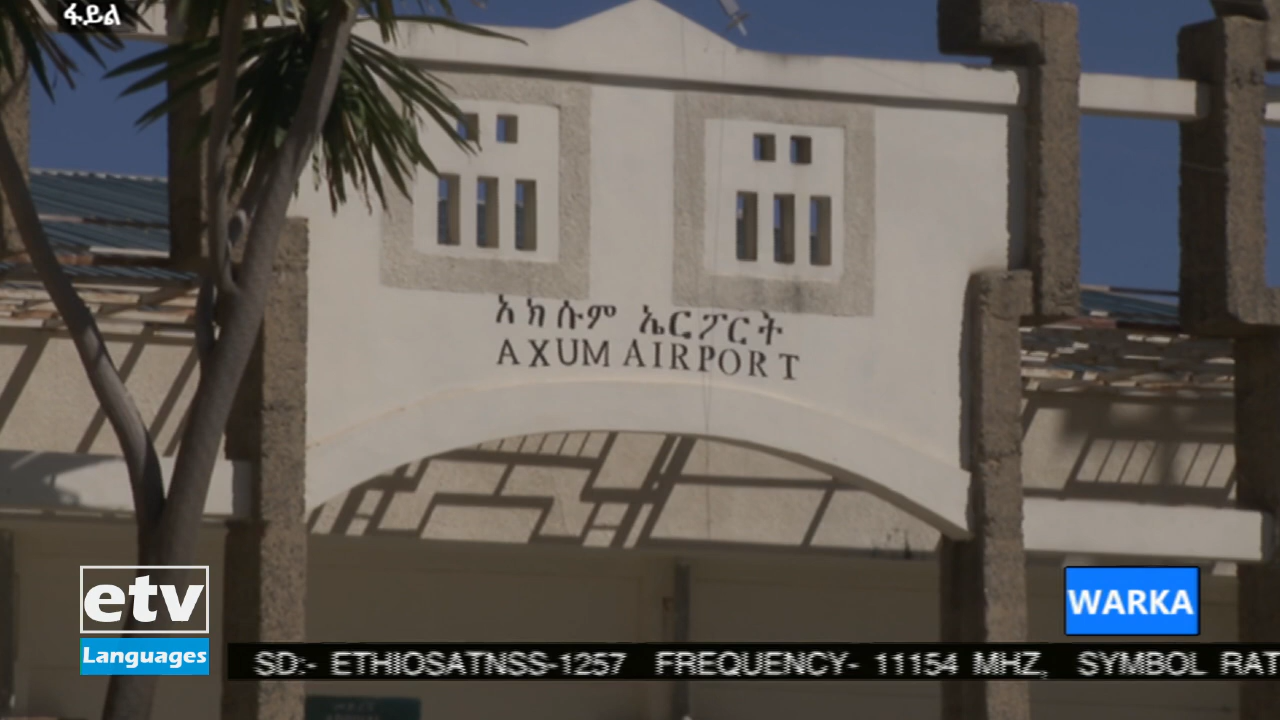 ፋይል
አክሱም ኤርፖርት
AXUM AIRPORT
etv
Languages
WARKA
SD:- ETHIOSATNSS-1257 FREQUENCY- 11154 MHZ, SYMBOL RAT